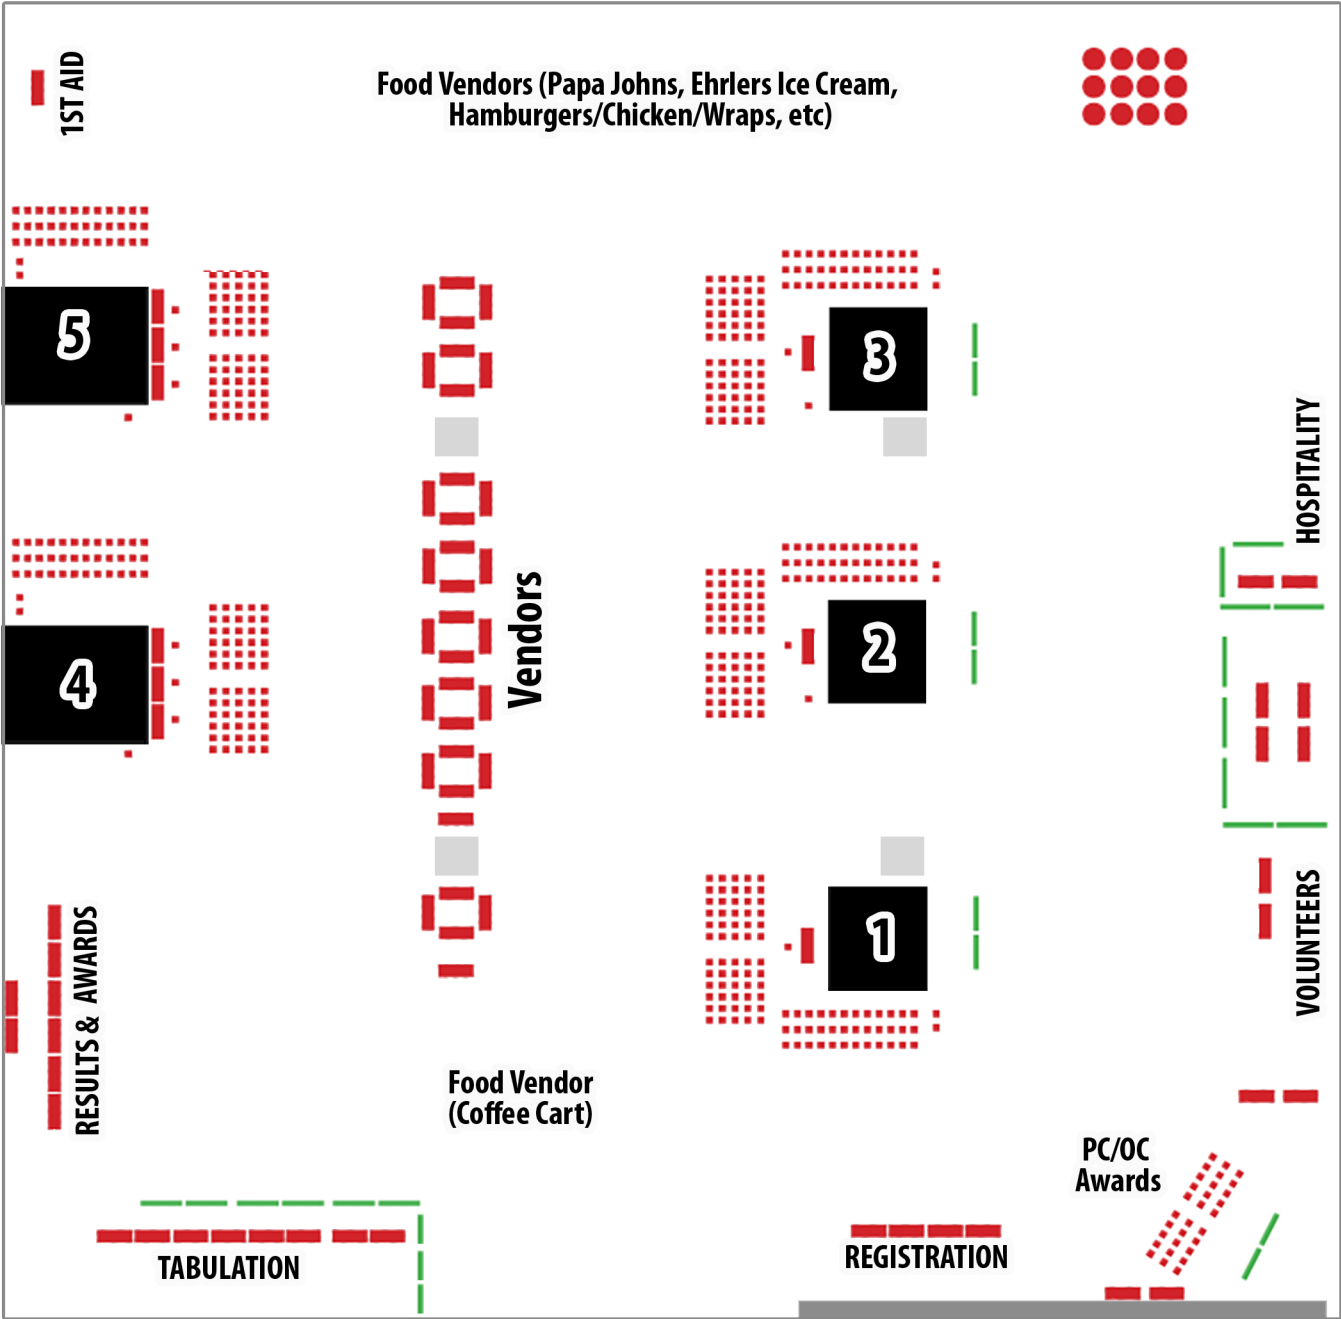 1ST AID
Food Vendors (Papa Johns, Ehrlers Ice Cream,
Hamburgers/Chicken/Wraps, etc)
5
3
HOSPITALITY
4
Vendors
2
RESULTS & AWARDS
1
VOLUNTEERS
Food Vendor
(Coffee Cart)
PC/OC
Awards
TABULATION
REGISTRATION